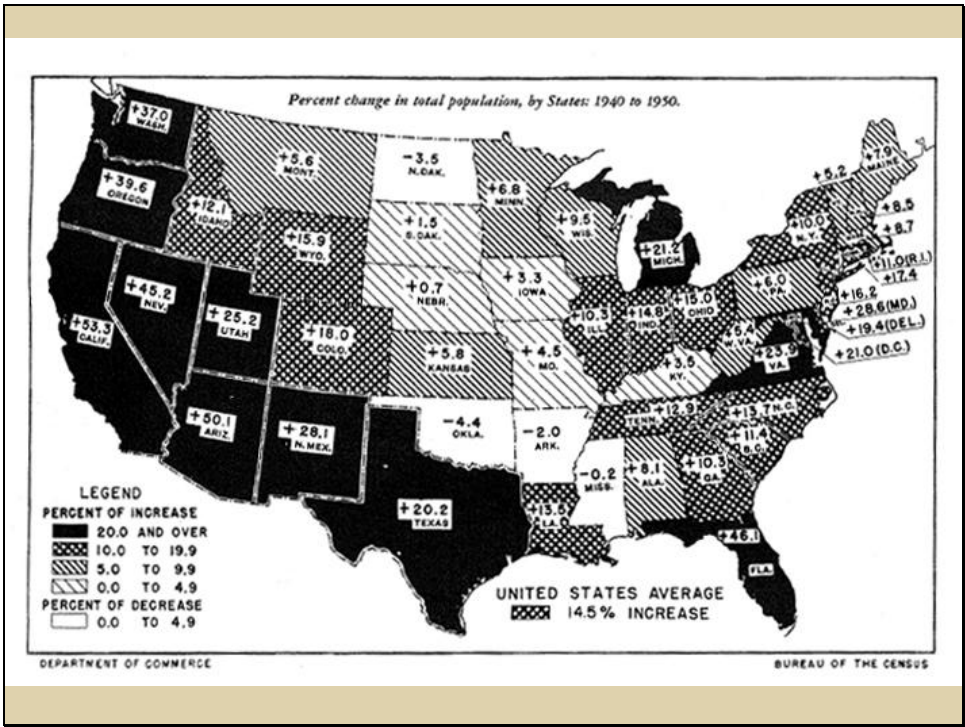 Percent change in total population, by States: 1940 to 1950.
+37.0
WASH.
+39.6
OREGON
+53.3
CALIF.
+45.2
NEV.
+12.1
IDAHO
+5.6
MONT.
+15.9
WYO.
+25.2
UTAH
+18.0
COLO.
+50.1
ARIZ.
+28.1
N. MEX.
-3.5
N. DAK.
+1.5
S. DAK.
+0.7
NEBR.
+5.8
KANSAS
-4.4
OKLA.
+20.2
TEXAS
+6.8
MINN.
+3.3
IOWA
+4.5
MO.
-2.0
ARK.
+13.5
LA.
+9.5
WIS.
+10.3
ILL.
+21.2
MICH.
+14.8
IND.
+15.0
OHIO
+3.5
KY.
TENN. +12.9
-0.2
MISS.
+8.1
ALA.
+10.3
GA.
+46.1
FLA.
+11.4
S.C.
+13.7 N.C.
+23.9
VA.
+5.4
W. VA.
+6.0
PA.
+10.0
N.Y.
+5.2
+7.9
MAINE
+8.5
+8.7
+11.0 (R.I.)
+17.4
+16.2
+28.6 (MD.)
+19.4 (DEL.)
+21.0 (D.C.)
LEGEND
PERCENT OF INCREASE
20.0 AND OVER
10.0 TO 19.9
5.0 TO 9.9
0.0 TO 4.9
PERCENT OF DECREASE
0.0 TO 4.9
UNITED STATES AVERAGE
14.5% INCREASE
DEPARTMENT OF COMMERCE
BUREAU OF THE CENSUS